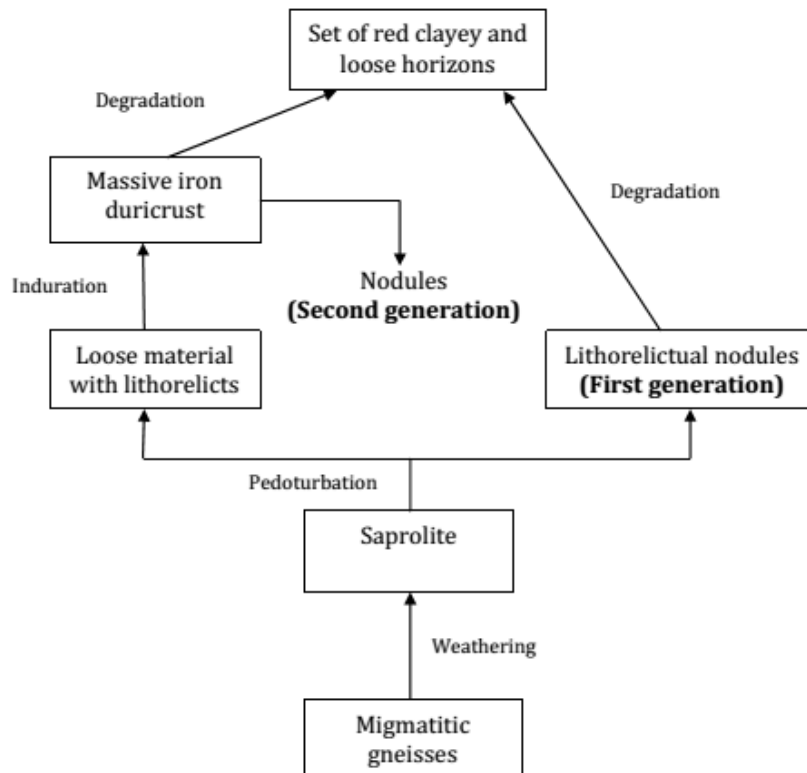 Set of red clayey and
loose horizons
Degradation
Massive iron
duricrust
Degradation
Induration
Nodules
(Second generation)
Loose material
with lithorelicts
Lithorelictual nodules
(First generation)
Pedoturbation
Saprolite
Weathering
Migmatitic
gneisses